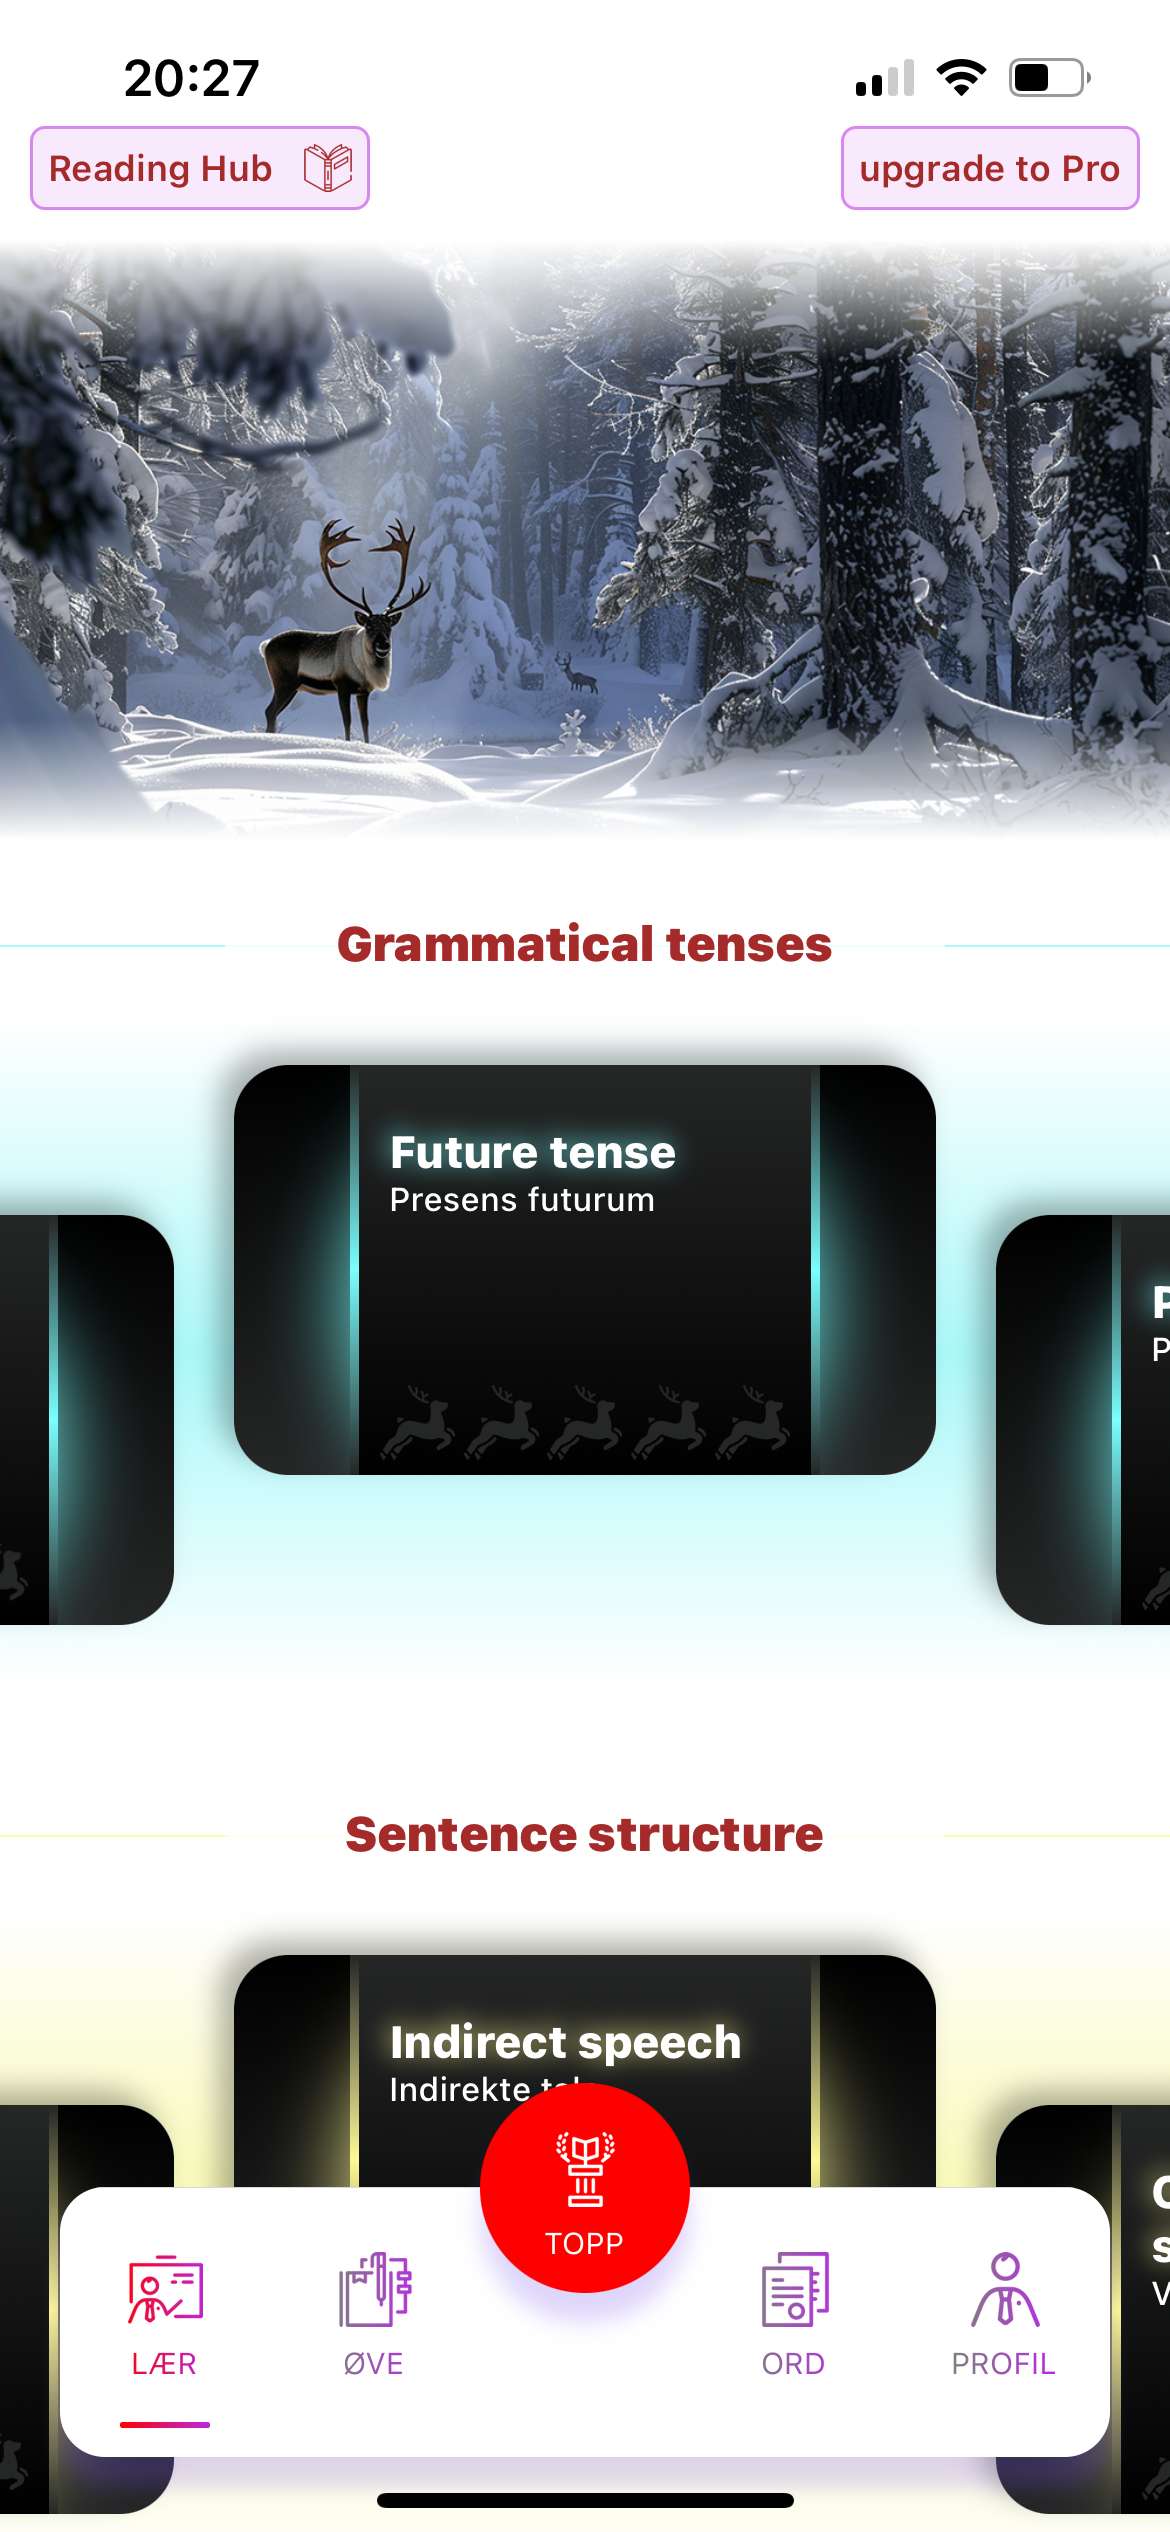 20:27
Reading Hub
upgrade to Pro
Grammatical tenses
Future tense
Presens futurum
Sentence structure
Indirect speech
Indirekte
TOPP
LÆR
ØVE
ORD
PROFIL